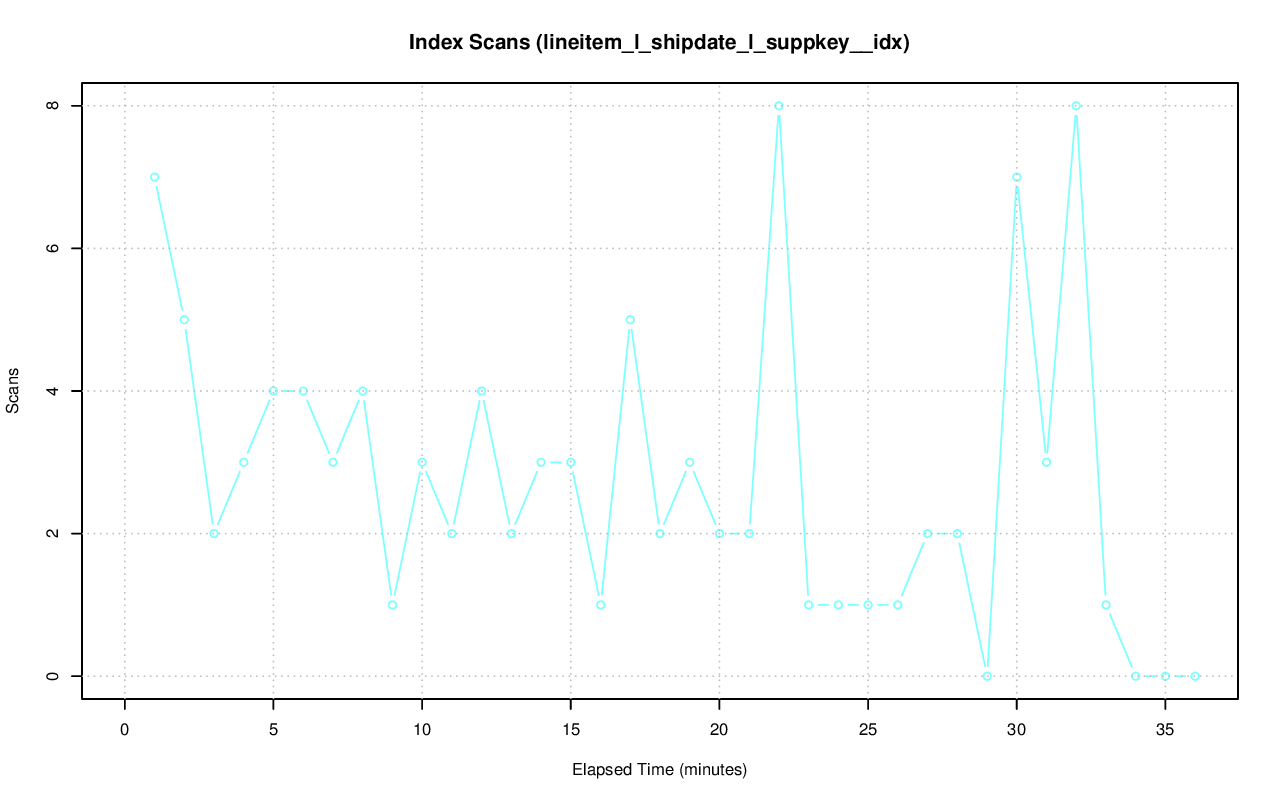 Index Scans (lineitem_l_shipdate_l_suppkey__idx)
8
6
4
2
0
Scans
0 5 10 15 20 25 30 35
Elapsed Time (minutes)